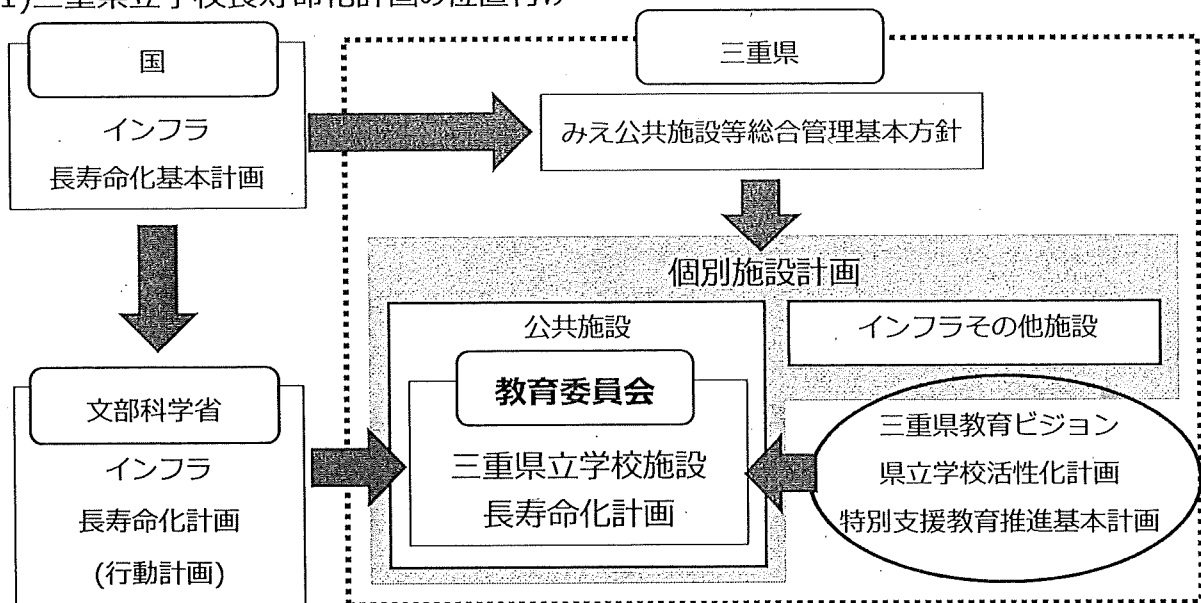 1)三重県立学校長寿命化計画の位置付け
国
インフラ
長寿命化基本計画
三重県
みえ公共施設等総合管理基本方針
個別施設計画
公共施設
インフラその他施設
教育委員会
三重県立学校施設
長寿命化計画
文部科学省
インフラ
長寿命化計画
(行動計画)
三重県教育ビジョン
県立学校活性化計画
特別支援教育推進基本計画